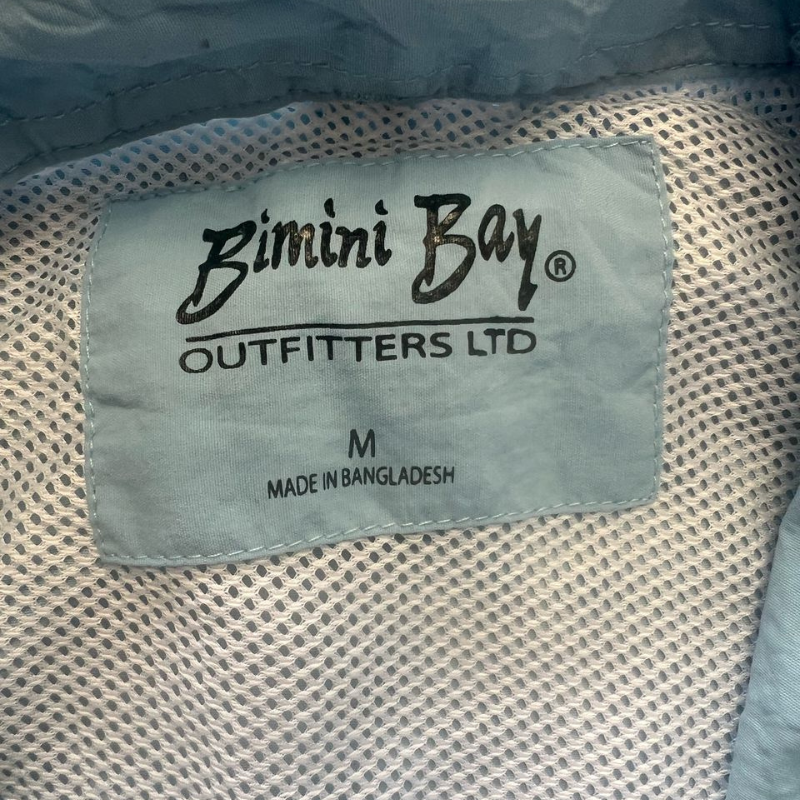 Bimini Bay ®
OUTFITTERS LTD
M
MADE IN BANGLADESH